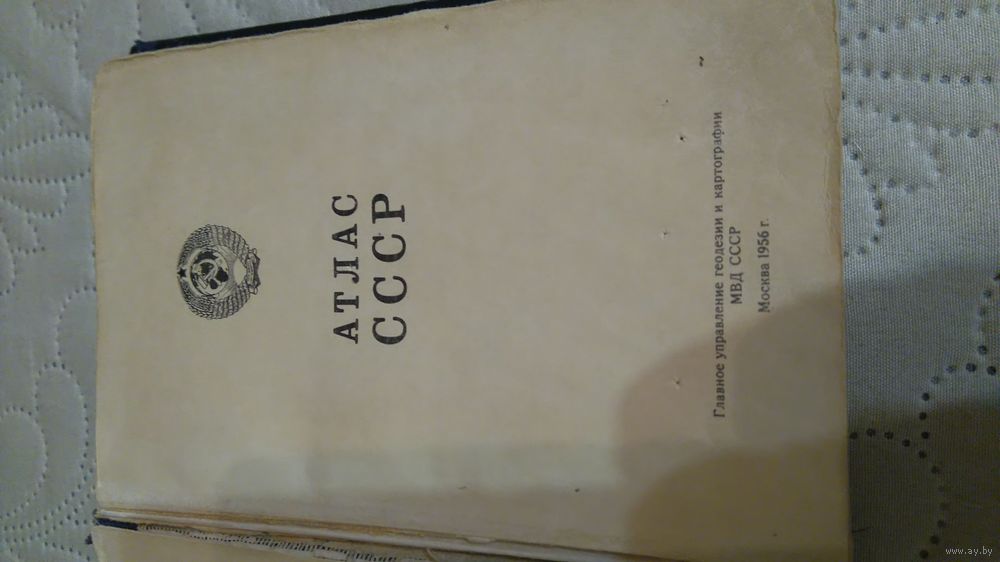 АТЛАС
СССР
Главное управление геодезии и картографии
МВД СССР
Москва 1956 г.
www.ay.by